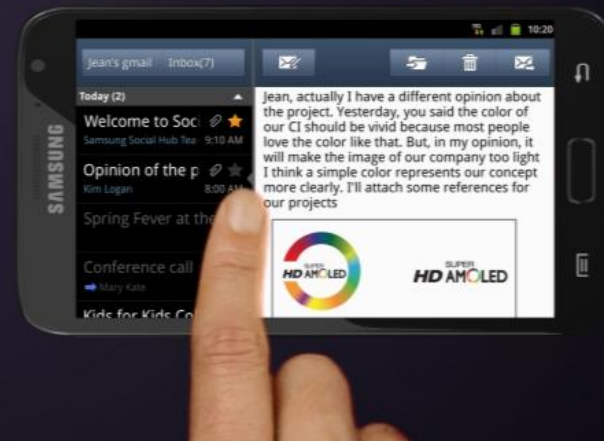 10:20
Jean's gmail Inbox(7)
Today (2)
Welcome to Soci
Samsung Social Hub Tea 9:10 AM
Opinion of the p
Kim Logan 8:00 AM
Spring Fever at the
Conference call
Mary Kate
Kids for Kids Co
Jean, actually I have a different opinion about
the project. Yesterday, you said the color of
our CI should be vivid because most people
love the color like that. But, in my opinion, it
will make the image of our company too light
I think a simple color represents our concept
more clearly. I'll attach some references for
our projects
SUPER
HD AMOLED
SUPER
HD AMOLED
SAMSUNG